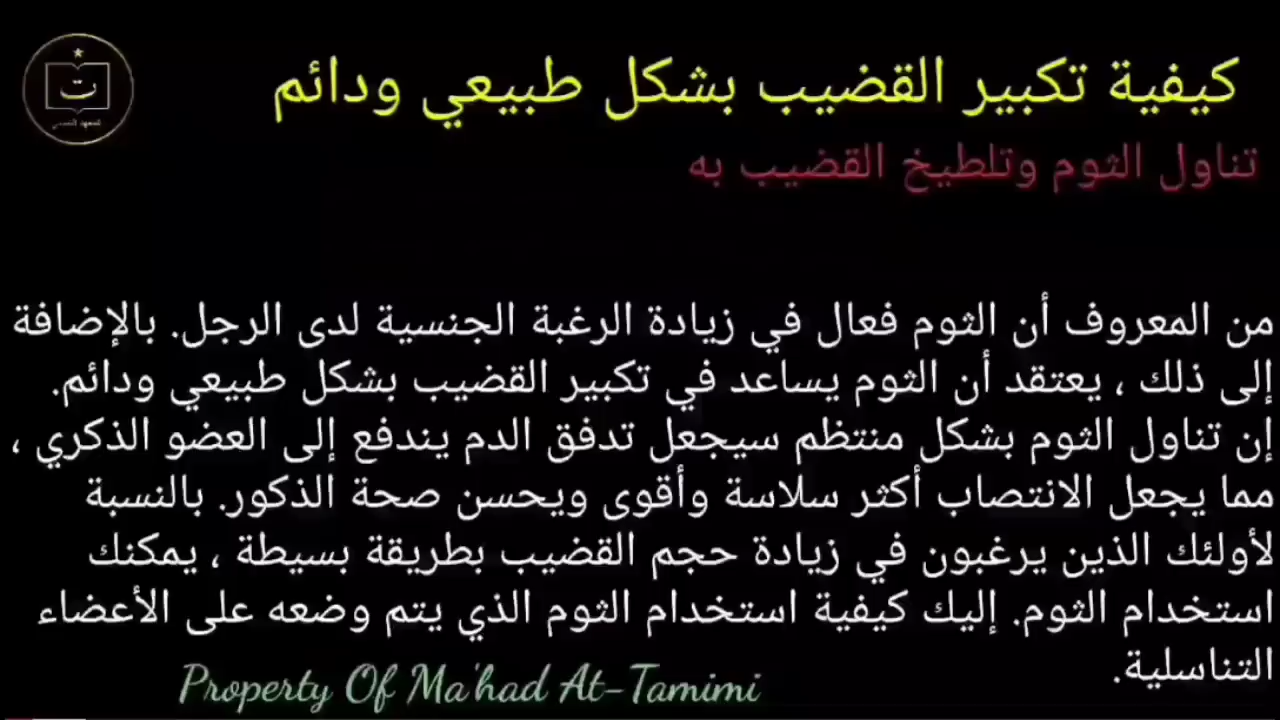 ت
كيفية تكبير القضيب بشكل طبيعي ودائم
تناول الثوم وتلطيخ القضيب به
من المعروف أن الثوم فعال في زيادة الرغبة الجنسية لدى الرجل. بالإضافة
إلى ذلك ، يعتقد أن الثوم يساعد في تكبير القضيب بشكل طبيعي ودائم.
إن تناول الثوم بشكل منتظم سيجعل تدفق الدم يندفع إلى العضو الذكري ،
مما يجعل الانتصاب أكثر سلاسة وأقوى ويحسن صحة الذكور. بالنسبة
لأولئك الذين يرغبون في زيادة حجم القضيب بطريقة بسيطة ، يمكنك
استخدام الثوم. إليك كيفية استخدام الثوم الذي يتم وضعه على الأعضاء
التناسلية.
Property Of Ma'had At-Tamimi